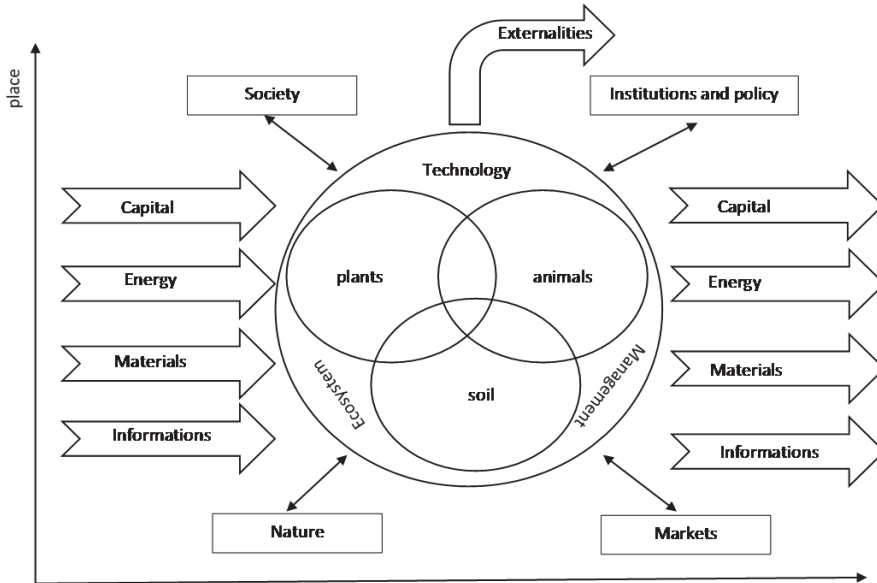 Externalities
place
Society
Institutions and policy
Technology
Capital
Capital
plants
animals
Energy
Energy
Materials
Materials
Ecosystem
Management
soil
Informations
Informations
Nature
Markets